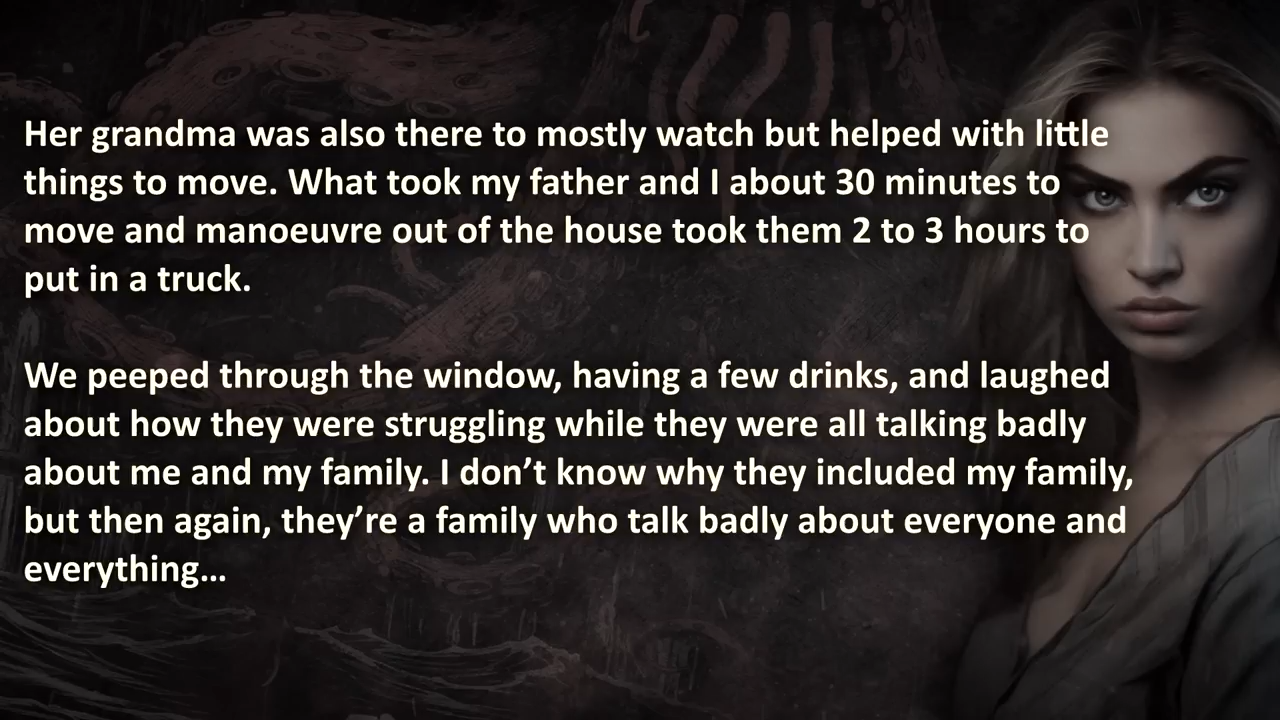 Her grandma was also there to mostly watch but helped with little
things to move. What took my father and I about 30 minutes to
move and manoeuvre out of the house took them 2 to 3 hours to
put in a truck.
We peeped through the window, having a few drinks, and laughed
about how they were struggling while they were all talking badly
about me and my family. I don’t know why they included my family,
but then again, they’re a family who talk badly about everyone and
everything…